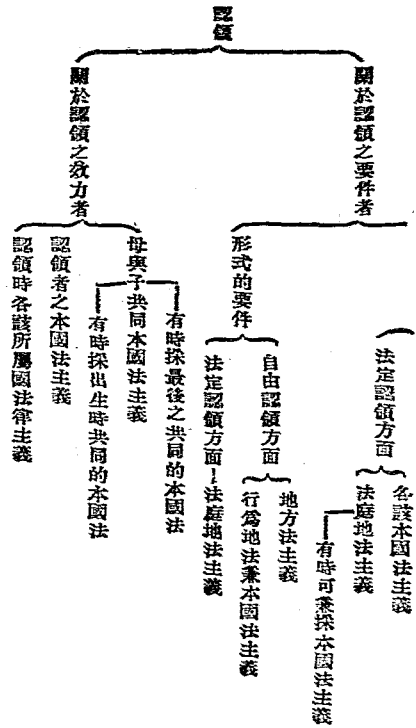 認領
關於認領之要件者
法定認領方面
各該本國法主義
法庭地法主義
有時可兼採本國法主義
形式的要件
自由認領方面
地方法主義
行爲地法兼本國法主義
法定認領方面
法庭地法主義
關於認領之效力者
母與子共同本國法主義
有時採最後之共同的本國法
有時採出生時共同的本國法
認領者之本國法主義
認領時各該所屬國法律主義